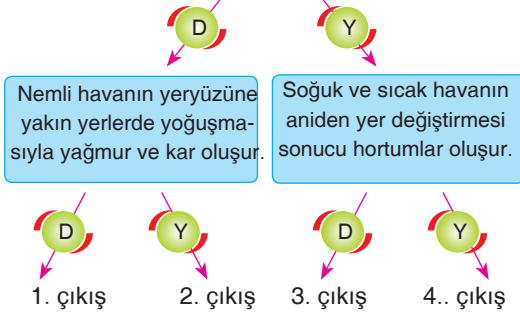 D Y
Nemli havanın yeryüzüne
yakın yerlerde yoğuşma-
sıyla yağmur ve kar oluşur.
Soğuk ve sıcak havanın
aniden yer değiştirmesi
sonucu hortumlar oluşur.
D Y D Y
1. çıkış 2. çıkış 3. çıkış 4.. çıkış